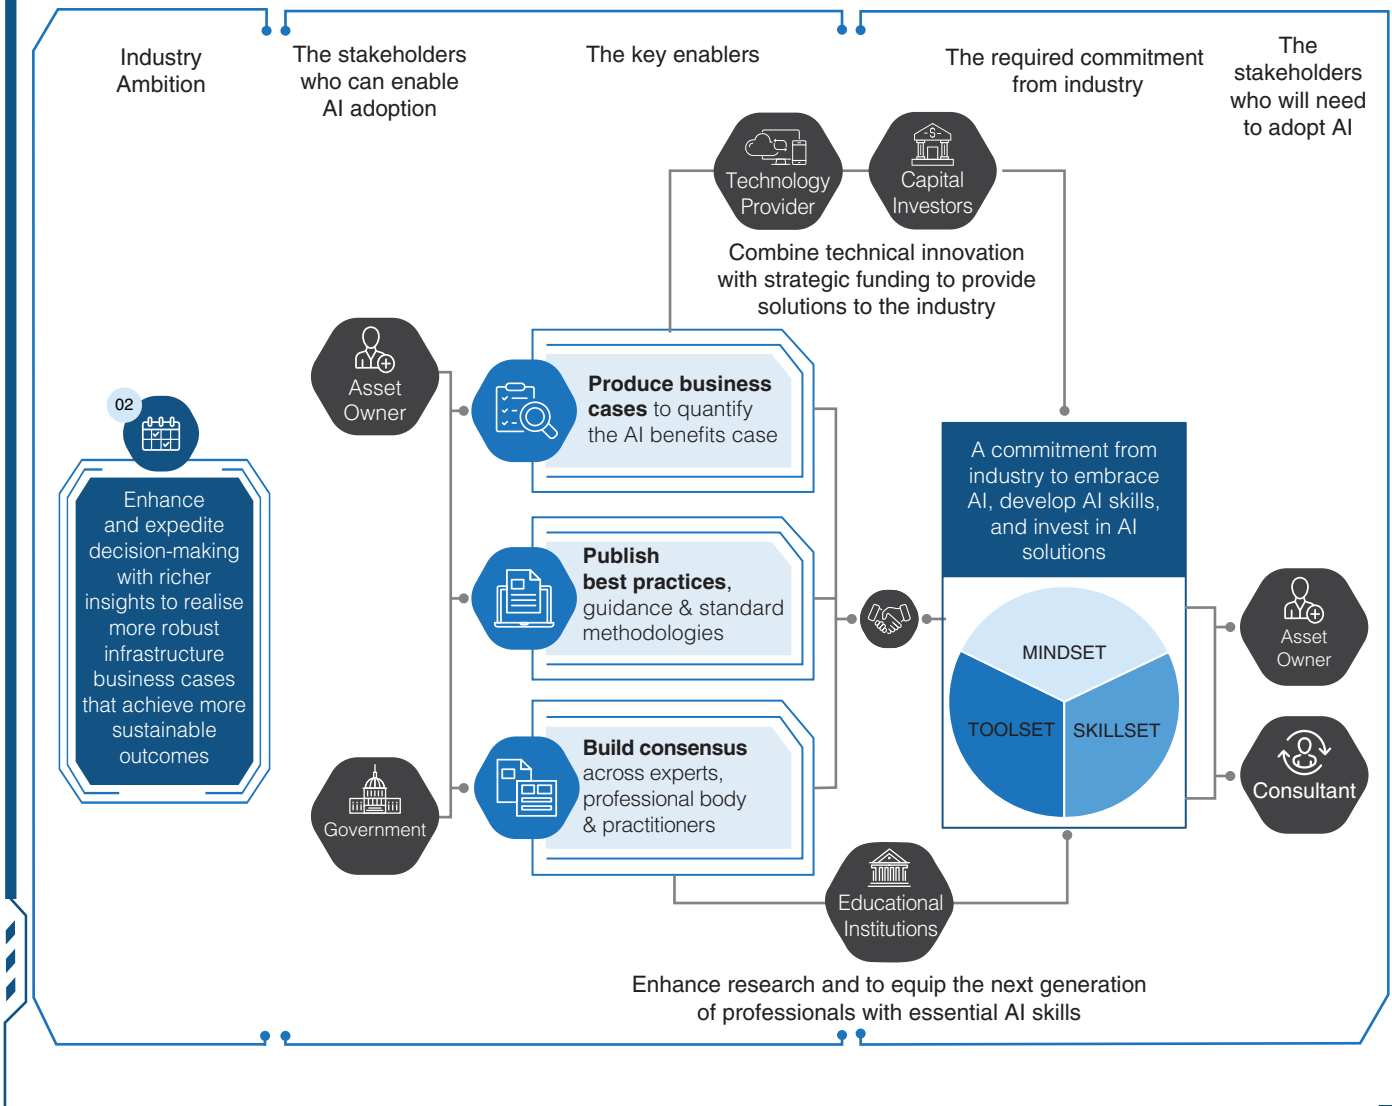 Industry
Ambition
The stakeholders
who can enable
AI adoption
The key enablers
The required commitment
from industry
The
stakeholders
who will need
to adopt AI
Technology
Provider
Capital
Investors
Combine technical innovation
with strategic funding to provide
solutions to the industry
Asset
Owner
Produce business
cases to quantify
the AI benefits case
02
Enhance
and expedite
decision-making
with richer
insights to realise
more robust
infrastructure
business cases
that achieve more
sustainable
outcomes
A commitment from
industry to embrace
AI, develop AI skills,
and invest in AI
solutions
Publish
best practices,
guidance & standard
methodologies
MINDSET
TOOLSET
SKILLSET
Asset
Owner
Government
Build consensus
across experts,
professional body
& practitioners
Consultant
Educational
Institutions
Enhance research and to equip the next generation
of professionals with essential AI skills